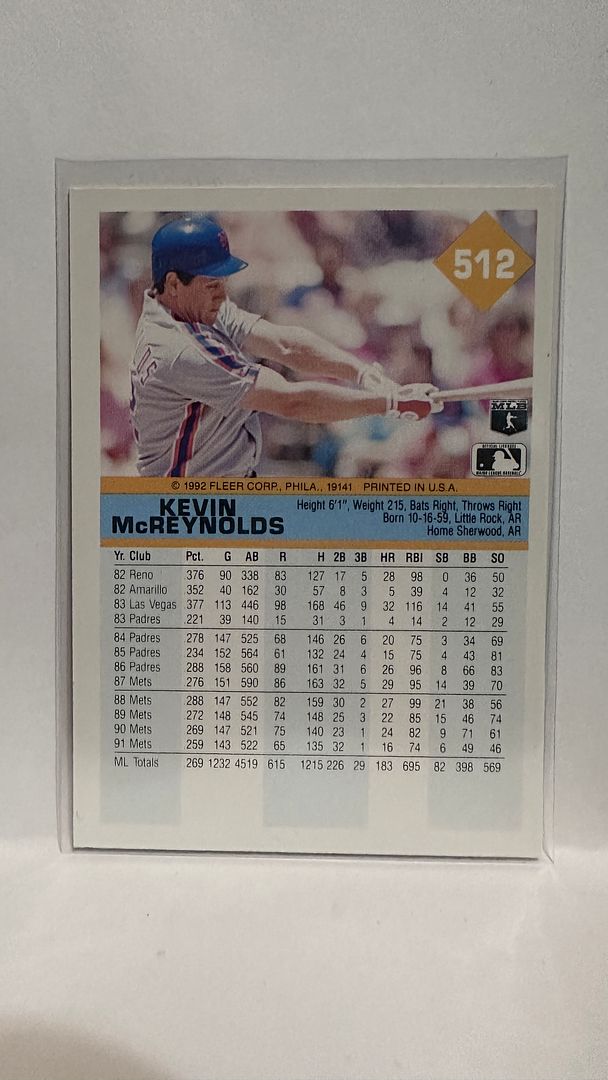 512
MLB
© 1992 FLEER CORP., PHILA., 19141 PRINTED IN U.S.A.
KEVIN
McREYNOLDS
Height 6'1", Weight 215, Bats Right, Throws Right
Born 10-16-59, Little Rock, AR
Home Sherwood, AR
Yr. Club Pct. G AB R H 2B 3B HR RBI SB BB SO
82 Reno .376 90 338 83 127 17 5 28 98 0 36 50
82 Amarillo .352 40 162 30 57 8 3 5 39 4 12 32
83 Las Vegas .377 113 446 98 168 46 9 32 116 14 41 55
83 Padres .221 39 140 15 31 3 1 4 14 2 12 29
84 Padres .278 147 525 68 146 26 6 20 75 3 34 69
85 Padres .234 152 564 61 132 24 4 15 75 4 43 81
86 Padres .288 158 560 89 161 31 6 26 96 8 66 83
87 Mets .276 151 590 86 163 32 5 29 95 14 39 70
88 Mets .288 147 552 82 159 30 2 27 99 21 38 56
89 Mets .272 148 545 74 148 25 3 22 85 15 46 74
90 Mets .269 147 521 75 140 23 1 24 82 9 71 61
91 Mets .259 143 522 65 135 32 1 16 74 6 49 46
ML Totals .269 1232 4519 615 1215 226 29 183 695 82 398 569